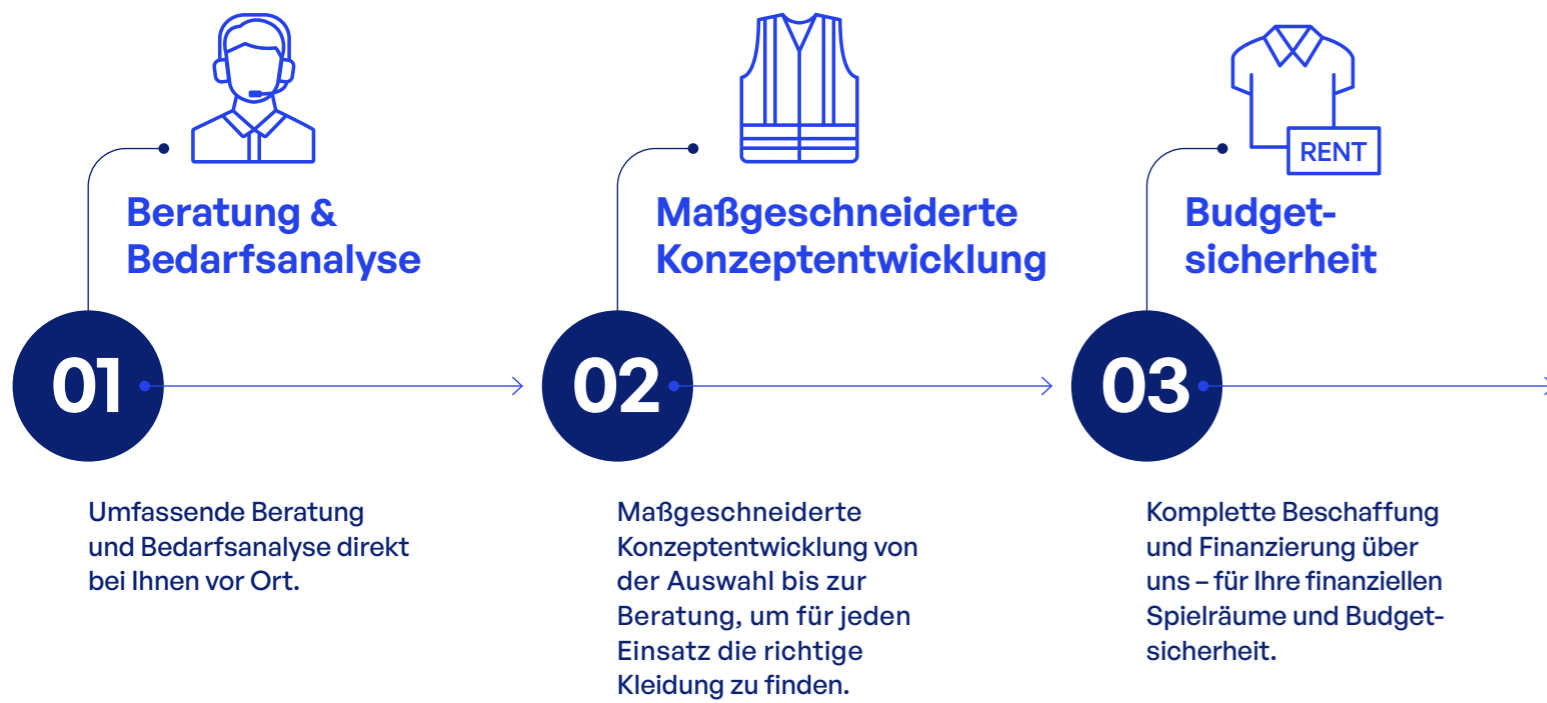 RENT
Beratung &
Bedarfsanalyse
01
Umfassende Beratung
und Bedarfsanalyse direkt
bei Ihnen vor Ort.
Maßgeschneiderte
Konzeptentwicklung
02
Maßgeschneiderte
Konzeptentwicklung von
der Auswahl bis zur
Beratung, um für jeden
Einsatz die richtige
Kleidung zu finden.
Budget-
sicherheit
03
Komplette Beschaffung
und Finanzierung über
uns – für Ihre finanziellen
Spielräume und Budget-
sicherheit.